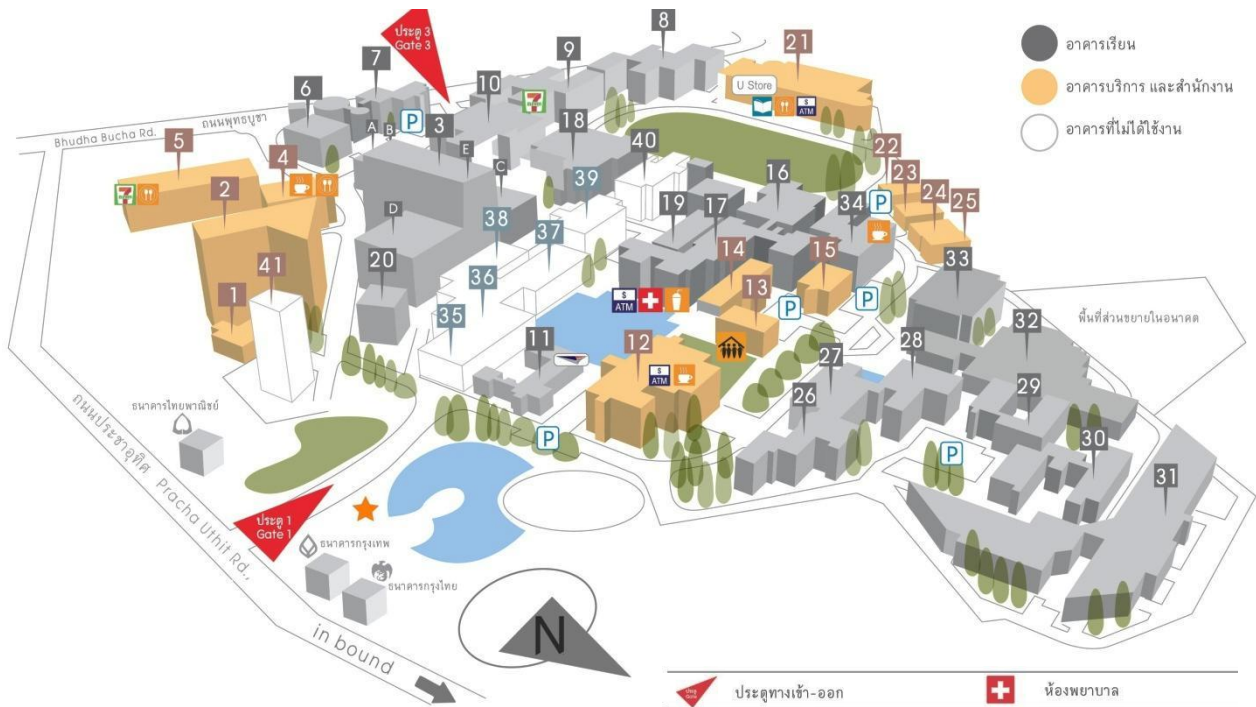 ประตู 3
Gate 3
8
21
อาคารเรียน
7
9
U Store
6
10
อาคารบริการ และสำนักงาน
$
ATM
Bhudha Bucha Rd.
ถนนพุทธบูชา
A
B
P
3
18
อาคารที่ไม่ได้ใช้งาน
5
4
E
C
40
22
2
39
16
23
24
D
38
19
17
34
P
25
37
41
20
14
15
33
36
$
ATM
13
P
P
1
32
พื้นที่ส่วนขยายในอนาคต
35
11
12
27
28
$
ATM
29
26
ธนาคารไทยพาณิชย์
30
P
P
31
ถนนประชาอุทิศ Pracha Uthit Rd.,
ประตู 1
Gate 1
ธนาคารกรุงเทพ
ธนาคารกรุงไทย
in bound
N
ประตูทางเข้า-ออก
ห้องพยาบาล